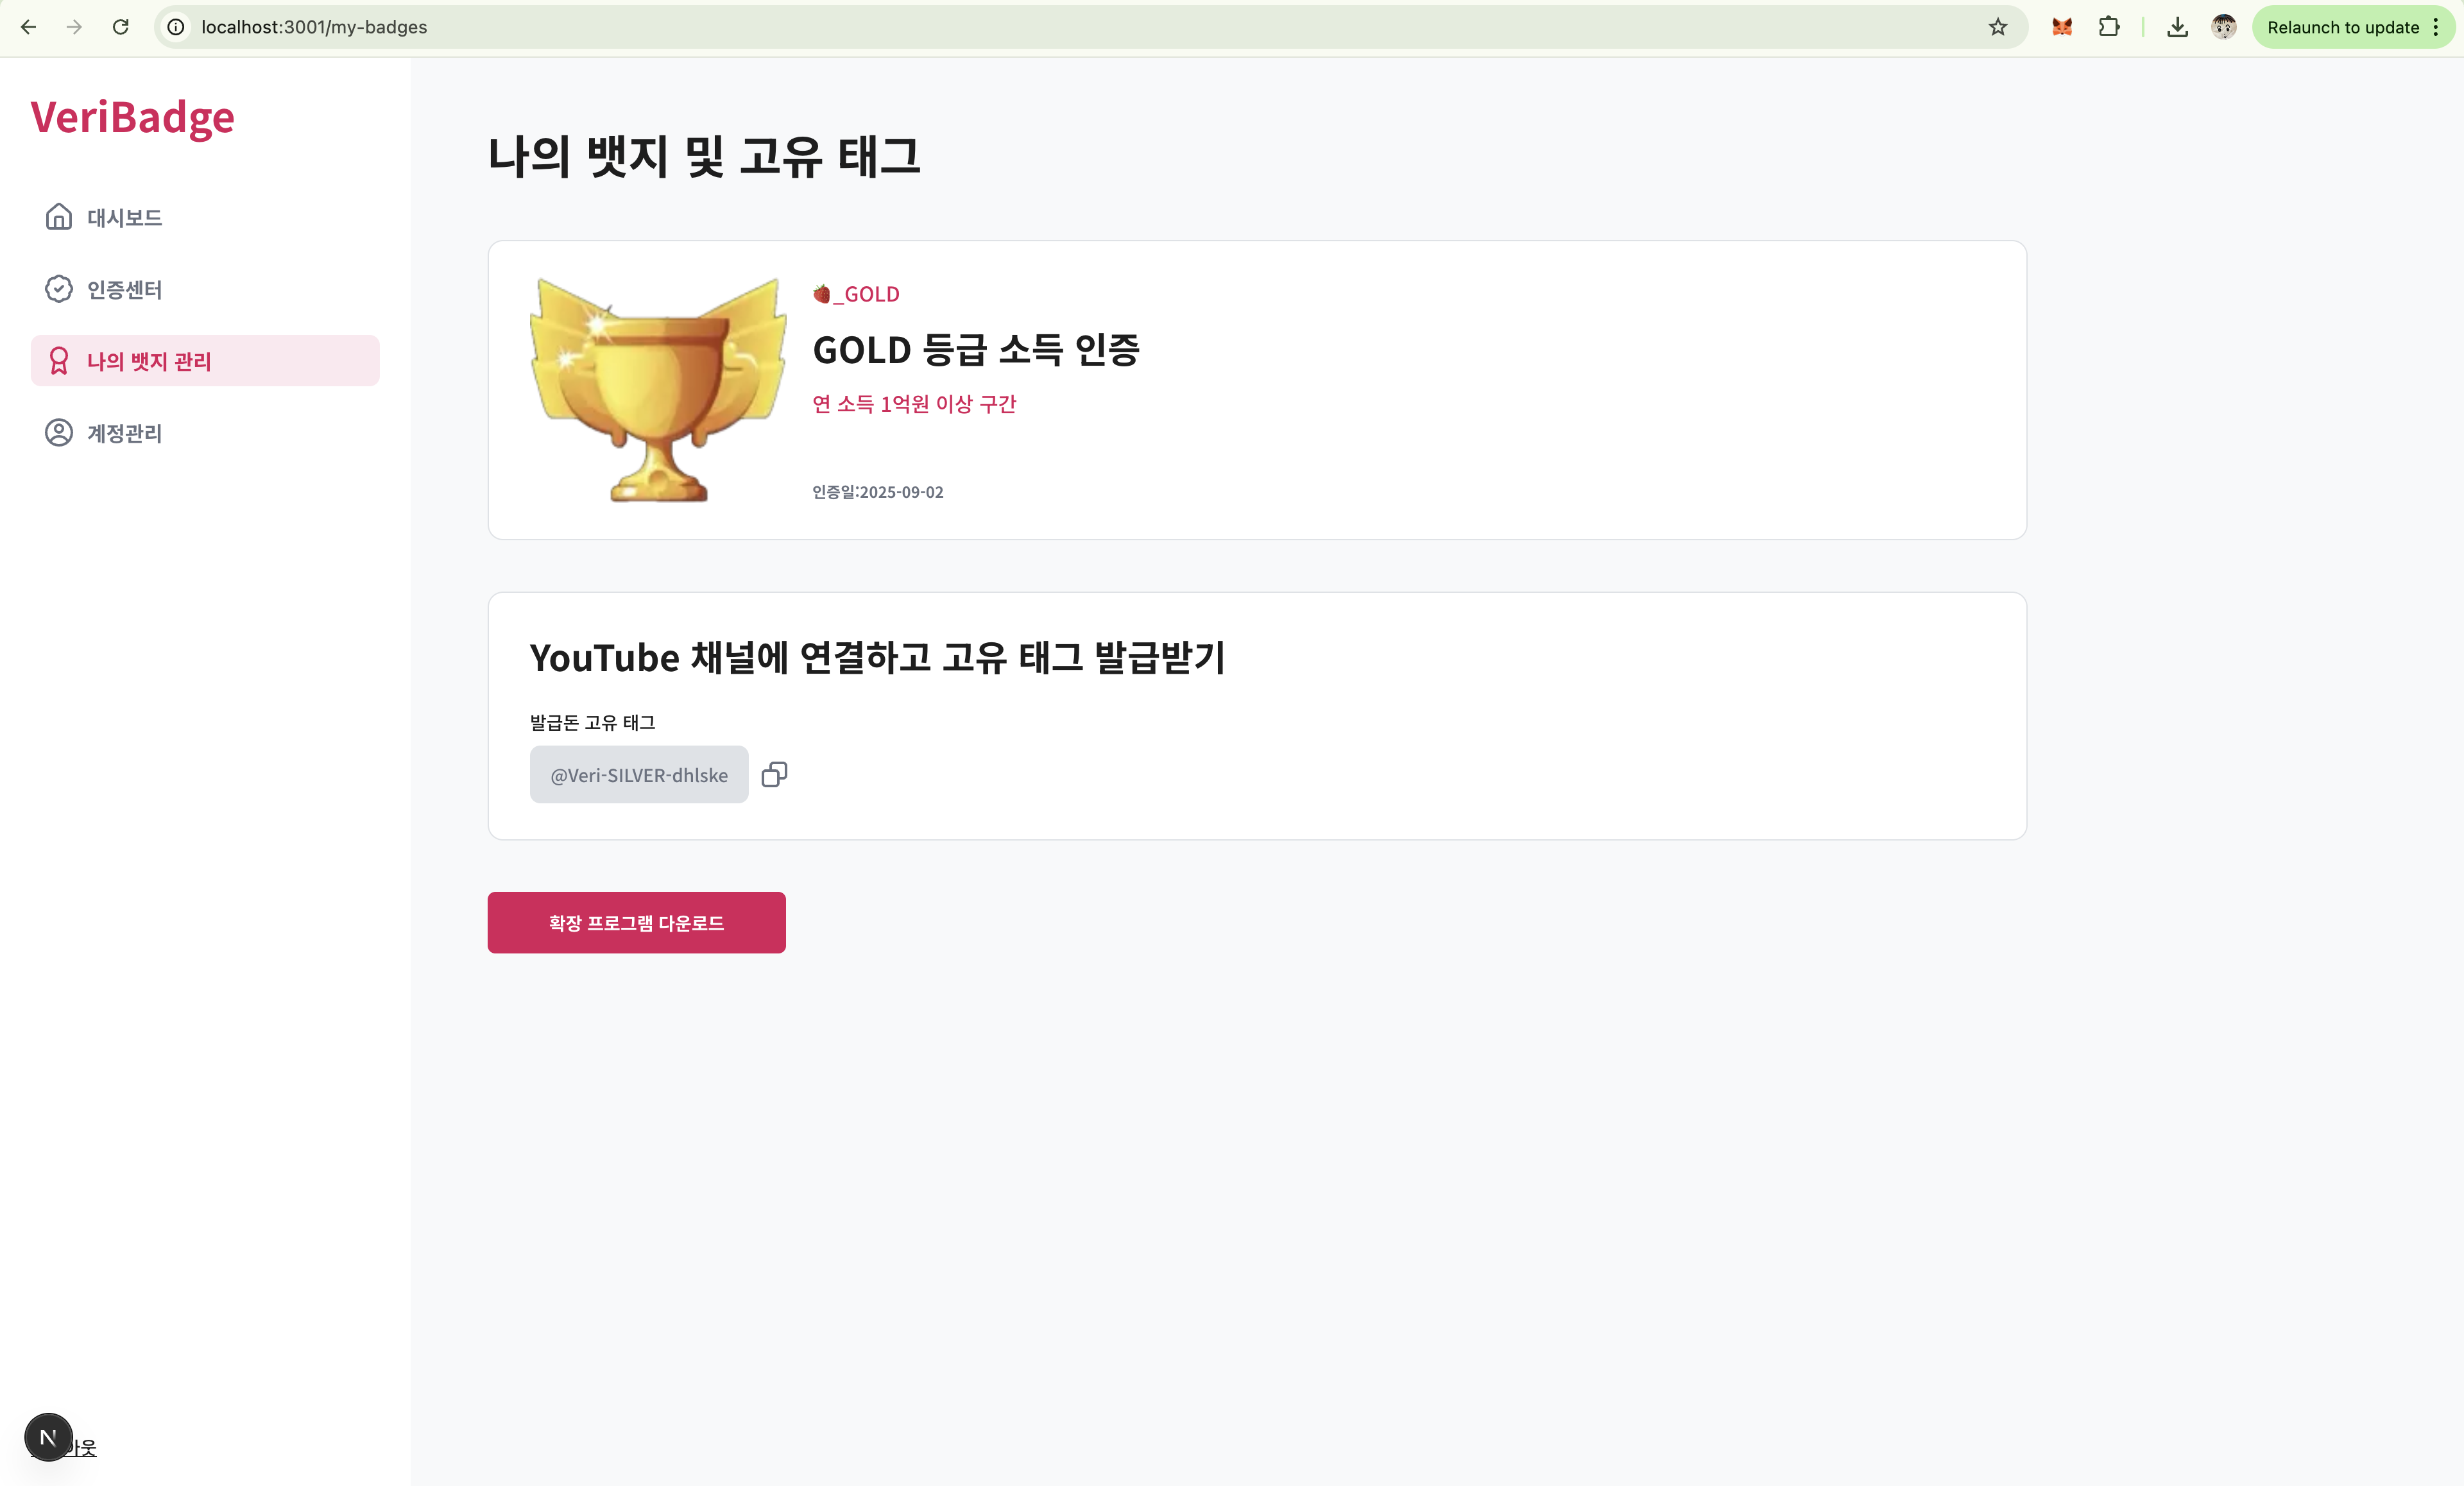 localhost:3001/my-badges
Relaunch to update
VeriBadge
대시보드
인증센터
나의 뱃지 관리
계정관리
나의 뱃지 및 고유 태그
🍓_GOLD
GOLD 등급 소득 인증
연 소득 1억원 이상 구간
인증일:2025-09-02
YouTube 채널에 연결하고 고유 태그 발급받기
발급돈 고유 태그
@Veri-SILVER-dhlske
확장 프로그램 다운로드
N
아웃